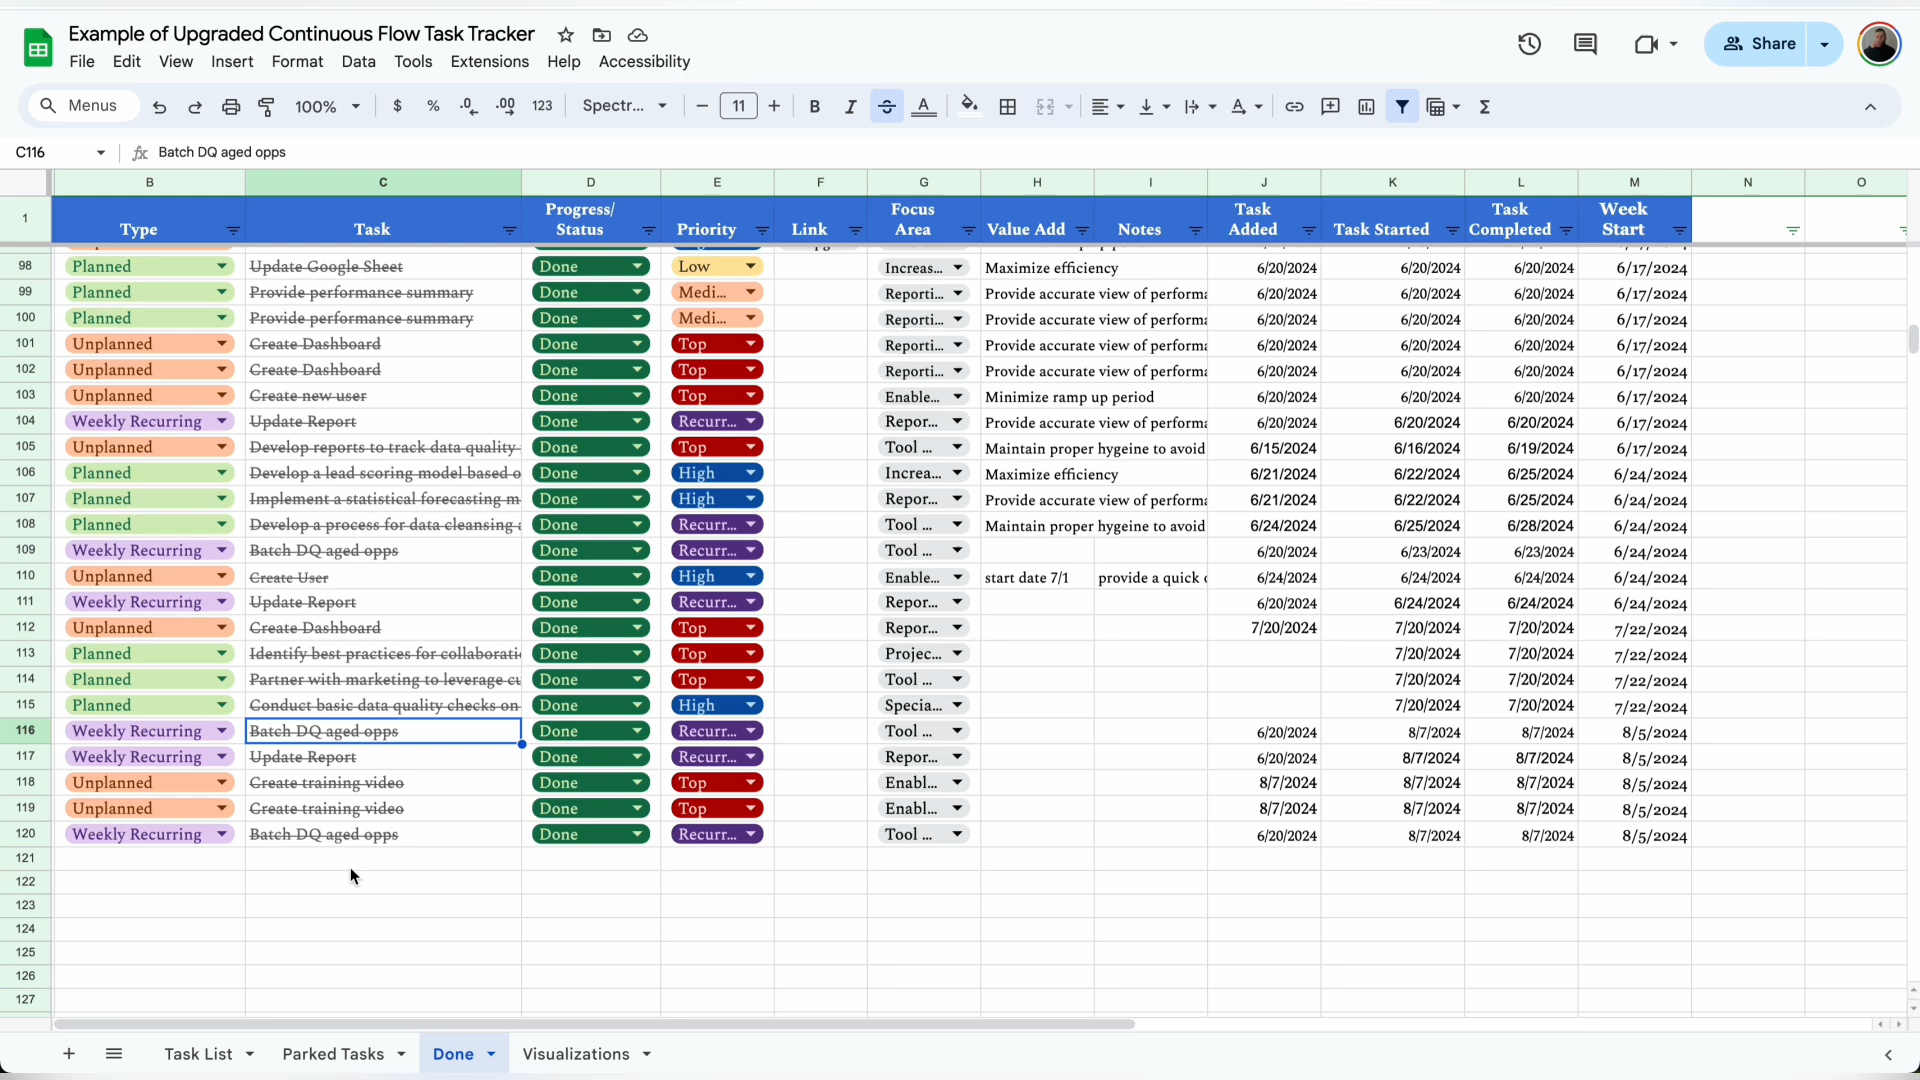 Example of Upgraded Continuous Flow Task Tracker
File Edit View Insert Format Data Tools Extensions Help Accessibility
Share
Menus 100% $ % .0 .00 123 Spectr... 11 B I A
C116 Batch DQ aged opps
B C D E F G H I J K L M N O
1 Type Task Progress/ Status Priority Link Focus Area Value Add Notes Task Added Task Started Task Completed Week Start
98 Planned Update Google Sheet Done Low Increas... Maximize efficiency 6/20/2024 6/20/2024 6/20/2024 6/17/2024
99 Planned Provide performance summary Done Medi... Reporti... Provide accurate view of performa 6/20/2024 6/20/2024 6/20/2024 6/17/2024
100 Planned Provide performance summary Done Medi... Reporti... Provide accurate view of performa 6/20/2024 6/20/2024 6/20/2024 6/17/2024
101 Unplanned Create Dashboard Done Top Reporti... Provide accurate view of performa 6/20/2024 6/20/2024 6/20/2024 6/17/2024
102 Unplanned Create Dashboard Done Top Reporti... Provide accurate view of performa 6/20/2024 6/20/2024 6/20/2024 6/17/2024
103 Unplanned Create new user Done Top Enable... Minimize ramp up period 6/20/2024 6/20/2024 6/20/2024 6/17/2024
104 Weekly Recurring Update Report Done Recurr... Repor... Provide accurate view of performa 6/20/2024 6/20/2024 6/20/2024 6/17/2024
105 Unplanned Develop reports to track data quality Done Top Tool ... Maintain proper hygeine to avoid 6/15/2024 6/16/2024 6/19/2024 6/17/2024
106 Planned Develop a lead scoring model based o Done High Increa... Maximize efficiency 6/21/2024 6/22/2024 6/25/2024 6/24/2024
107 Planned Implement a statistical forecasting m Done High Repor... Provide accurate view of performa 6/21/2024 6/22/2024 6/25/2024 6/24/2024
108 Planned Develop a process for data cleansing a Done Recurr... Tool ... Maintain proper hygeine to avoid 6/24/2024 6/25/2024 6/28/2024 6/24/2024
109 Weekly Recurring Batch DQ aged opps Done Recurr... Tool ... 6/20/2024 6/23/2024 6/23/2024 6/24/2024
110 Unplanned Create User Done High Enable... start date 7/1 provide a quick 6/24/2024 6/24/2024 6/24/2024 6/24/2024
111 Weekly Recurring Update Report Done Recurr... Repor... 6/20/2024 6/24/2024 6/24/2024 6/24/2024
112 Unplanned Create Dashboard Done Top Repor... 7/20/2024 7/20/2024 7/20/2024 7/22/2024
113 Planned Identify best practices for collaborati Done Top Projec... 7/20/2024 7/20/2024 7/22/2024
114 Planned Partner with marketing to leverage cu Done Top Tool ... 7/20/2024 7/20/2024 7/22/2024
115 Planned Conduct basic data quality checks on Done High Specia... 7/20/2024 7/20/2024 7/22/2024
116 Weekly Recurring Batch DQ aged opps Done Recurr... Tool ... 6/20/2024 8/7/2024 8/7/2024 8/5/2024
117 Weekly Recurring Update Report Done Recurr... Repor... 6/20/2024 8/7/2024 8/7/2024 8/5/2024
118 Unplanned Create training video Done Top Enabl... 8/7/2024 8/7/2024 8/7/2024 8/5/2024
119 Unplanned Create training video Done Top Enabl... 8/7/2024 8/7/2024 8/7/2024 8/5/2024
120 Weekly Recurring Batch DQ aged opps Done Recurr... Tool ... 6/20/2024 8/7/2024 8/7/2024 8/5/2024
121
122
123
124
125
126
127
Task List Parked Tasks Done Visualizations